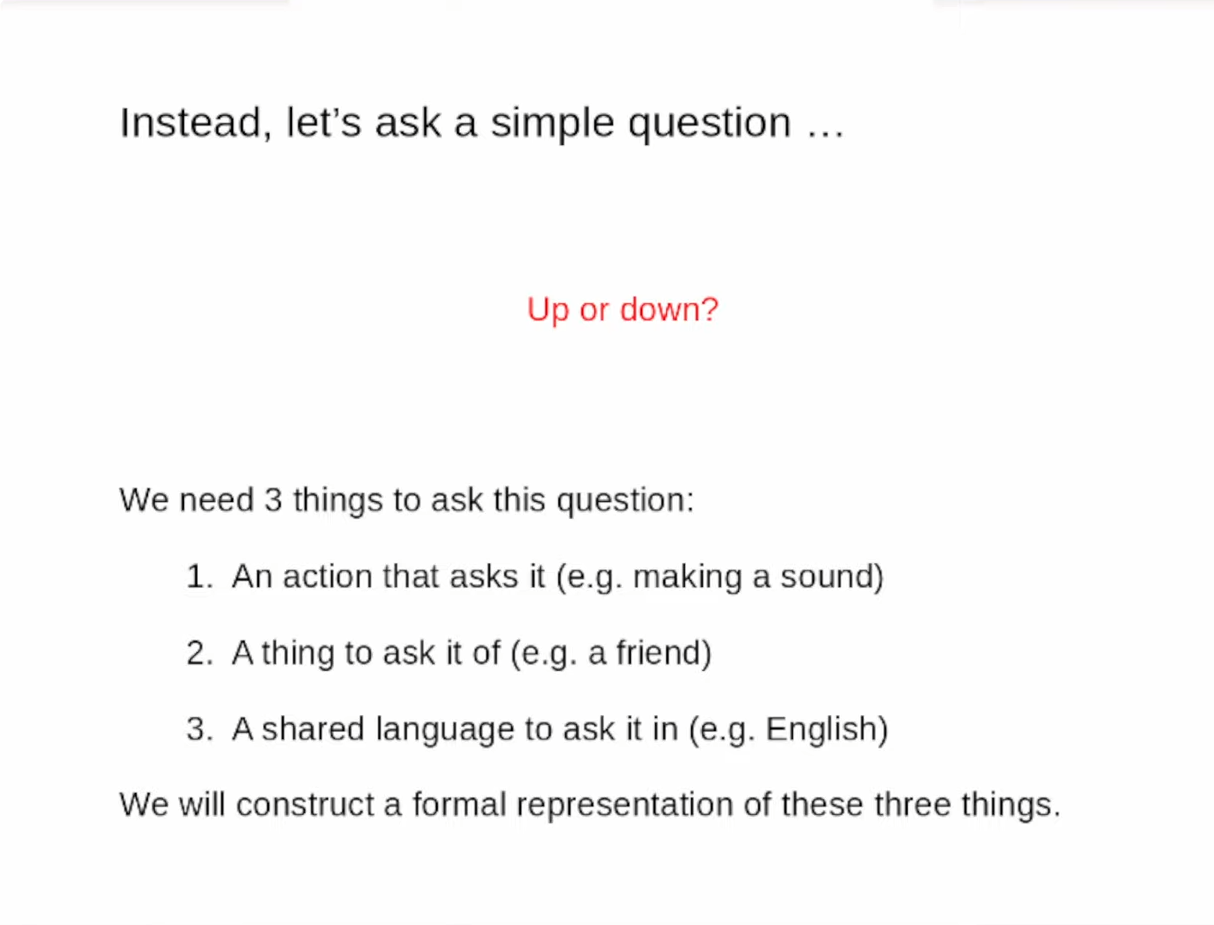 Instead, let’s ask a simple question …
Up or down?
We need 3 things to ask this question:
1. An action that asks it (e.g. making a sound)
2. A thing to ask it of (e.g. a friend)
3. A shared language to ask it in (e.g. English)
We will construct a formal representation of these three things.